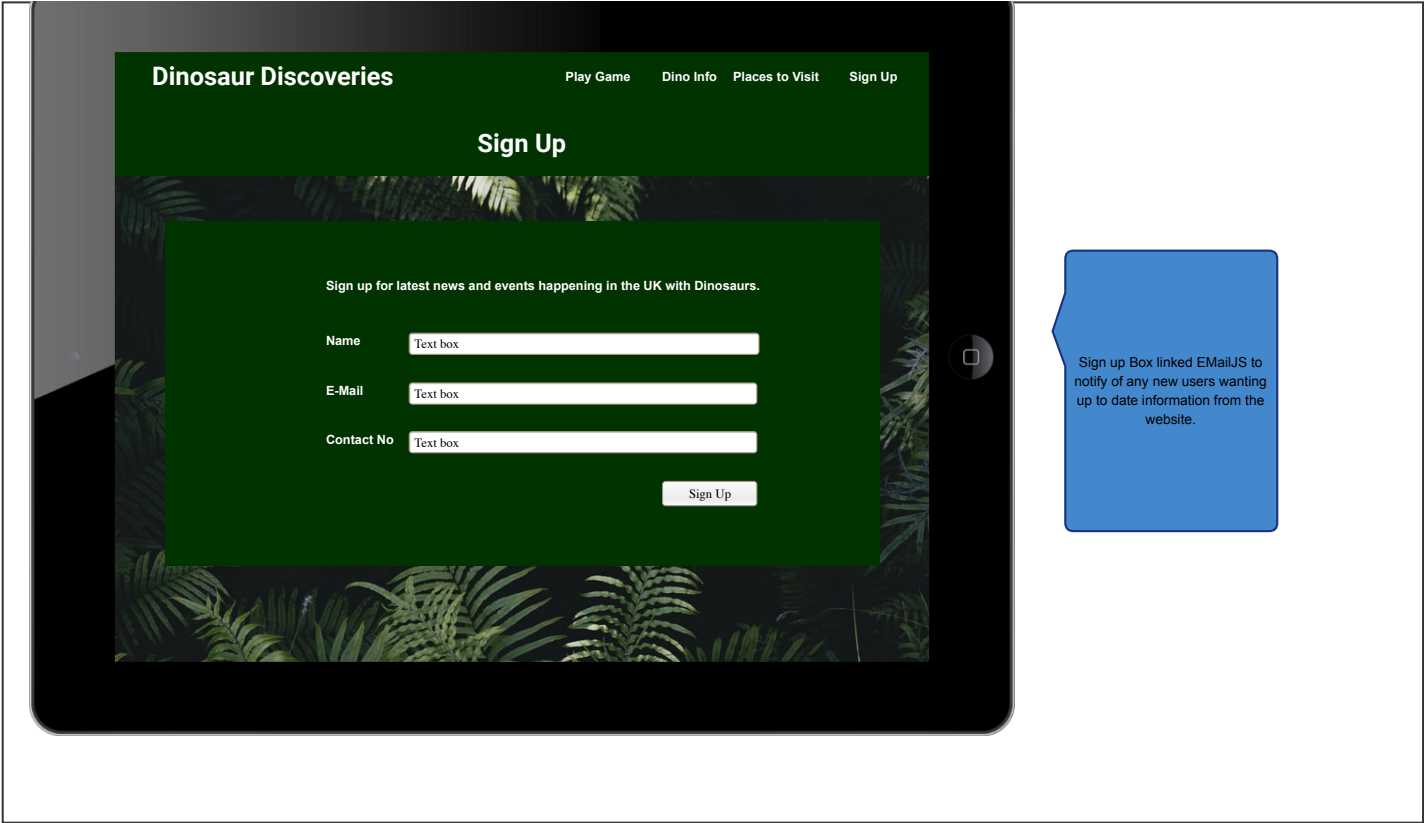 Dinosaur Discoveries
Play Game Dino Info Places to Visit Sign Up
Sign Up
Sign up for latest news and events happening in the UK with Dinosaurs.
Name Text box
E-Mail Text box
Contact No Text box
Sign Up
Sign up Box linked EMailJS to
notify of any new users wanting
up to date information from the
website.